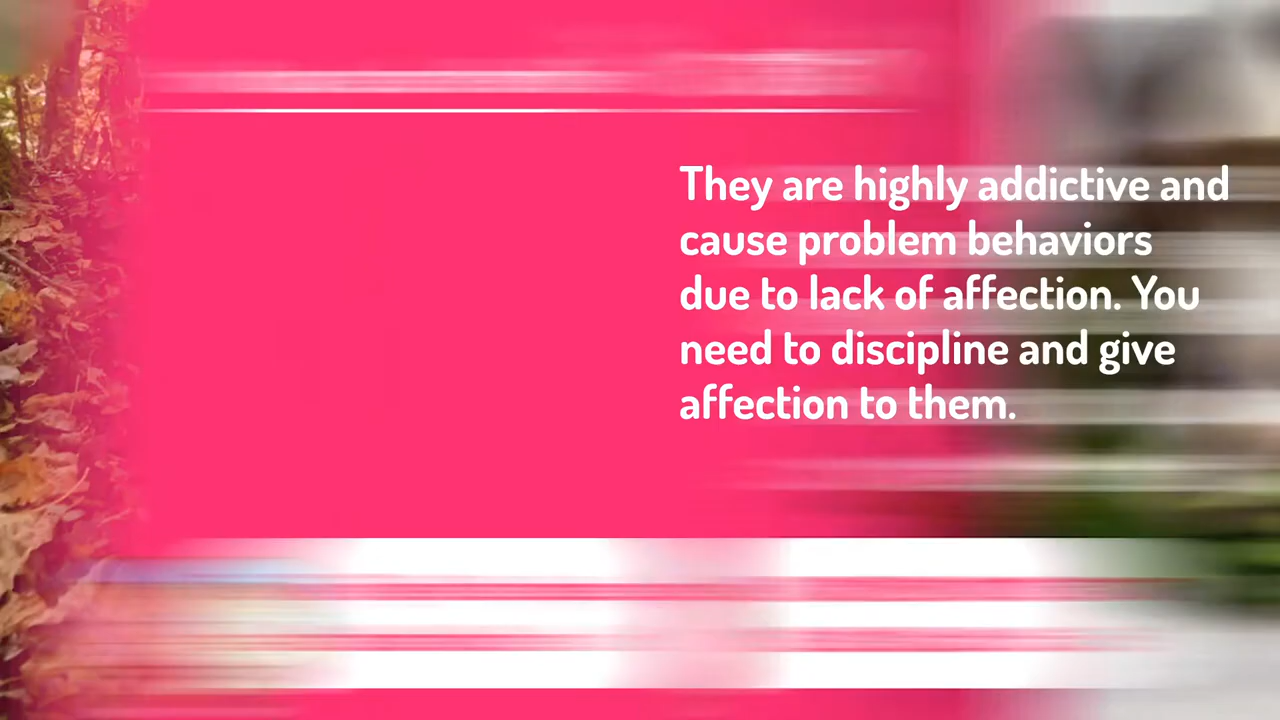 They are highly addictive and
cause problem behaviors
due to lack of affection. You
need to discipline and give
affection to them.